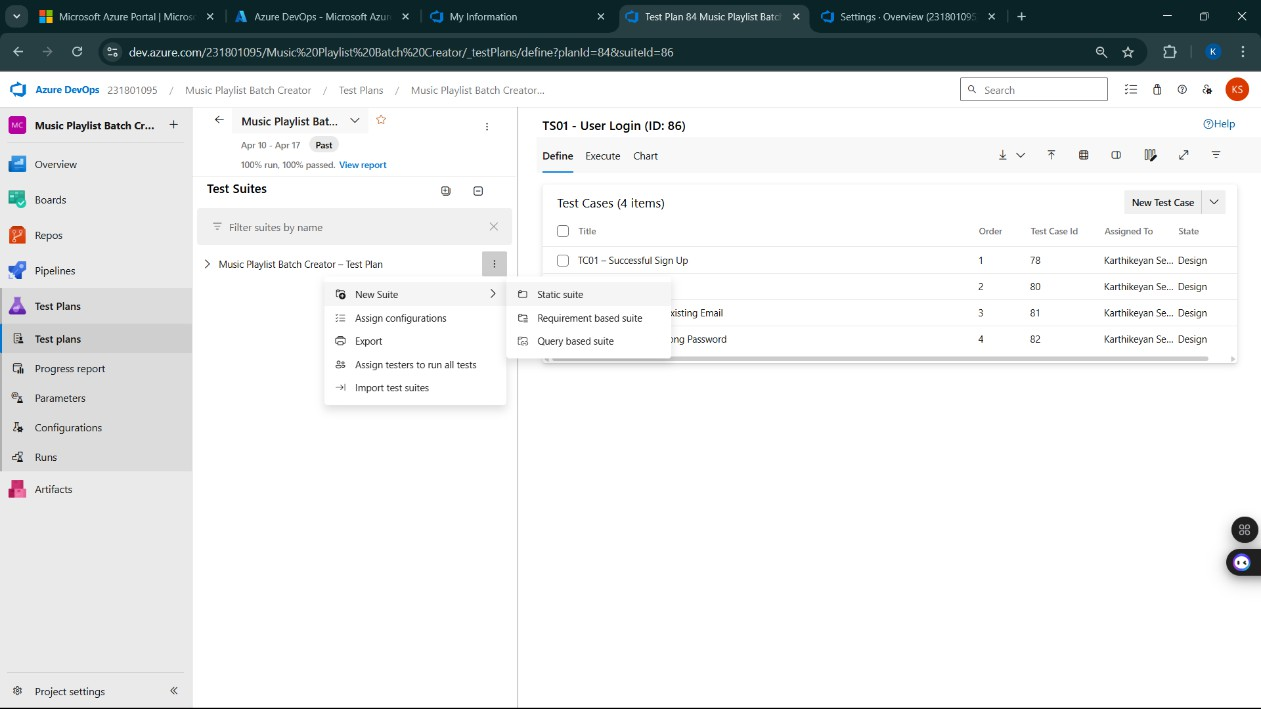 Microsoft Azure Portal | Micros
Azure DevOps - Microsoft Azur
My Information
Test Plan 84 Music Playlist Batc
Settings · Overview (231801095
dev.azure.com/231801095/Music%20Playlist%20Batch%20Creator/_testPlans/define?planId=84&suiteId=86
K
Azure DevOps 231801095 / Music Playlist Batch Creator / Test Plans / Music Playlist Batch Creator...
Search
KS
MC Music Playlist Batch Cr...
Overview
Boards
Repos
Pipelines
Test Plans
Test plans
Progress report
Parameters
Configurations
Runs
Artifacts
Project settings
Music Playlist Bat...
Apr 10 - Apr 17 Past
100% run, 100% passed. View report
Test Suites
Filter suites by name
Music Playlist Batch Creator – Test Plan
New Suite
Assign configurations
Export
Assign testers to run all tests
Import test suites
Static suite
Requirement based suite
Query based suite
TS01 - User Login (ID: 86)
Help
Define Execute Chart
Test Cases (4 items)
New Test Case
Title Order Test Case Id Assigned To State
TC01 – Successful Sign Up 1 78 Karthikeyan Se... Design
2 80 Karthikeyan Se... Design
xisting Email 3 81 Karthikeyan Se... Design
ong Password 4 82 Karthikeyan Se... Design